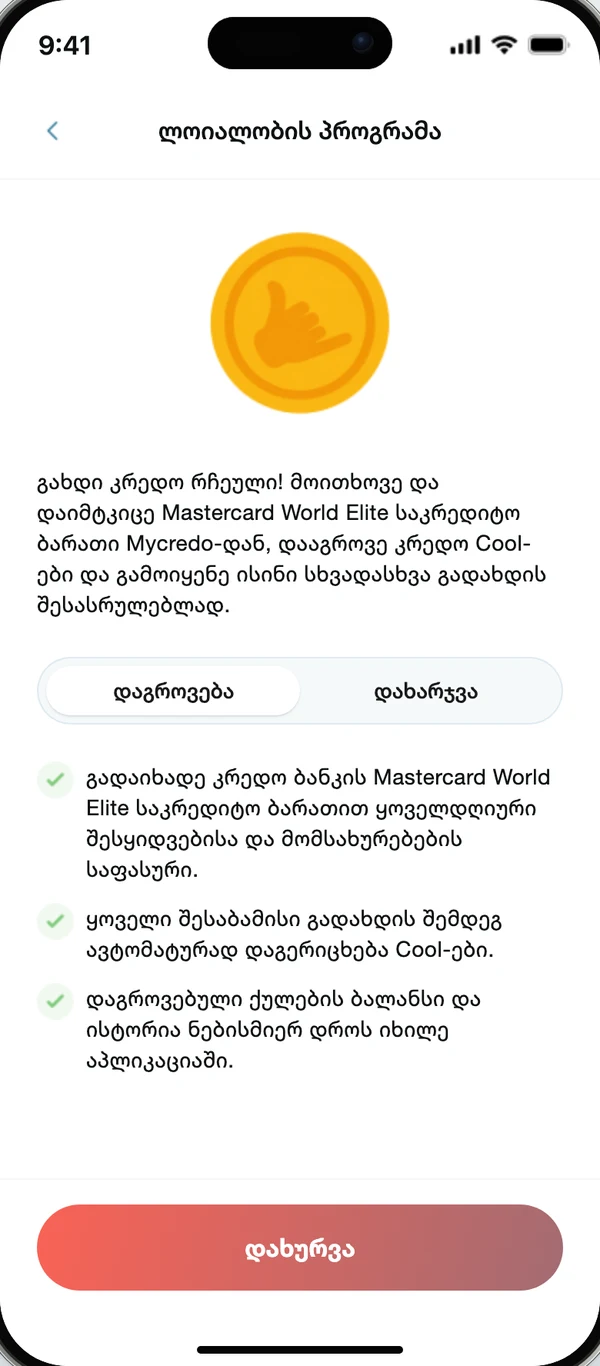 9:41
ლოიალობის პროგრამა
გახდი კრედო რჩეული! მოითხოვე და
დაიმტკიცე Mastercard World Elite საკრედიტო
ბარათი Mycredo-დან, დააგროვე კრედო Cool-
ები და გამოიყენე ისინი სხვადასხვა გადახდის
შესასრულებლად.
დაგროვება დახარჯვა
გადაიხადე კრედო ბანკის Mastercard World
Elite საკრედიტო ბარათით ყოველდღიური
შესყიდვებისა და მომსახურებების
საფასური.
ყოველი შესაბამისი გადახდის შემდეგ
ავტომატურად დაგერიცხება Cool-ები.
დაგროვებული ქულების ბალანსი და
ისტორია ნებისმიერ დროს იხილე
აპლიკაციაში.
დახურვა